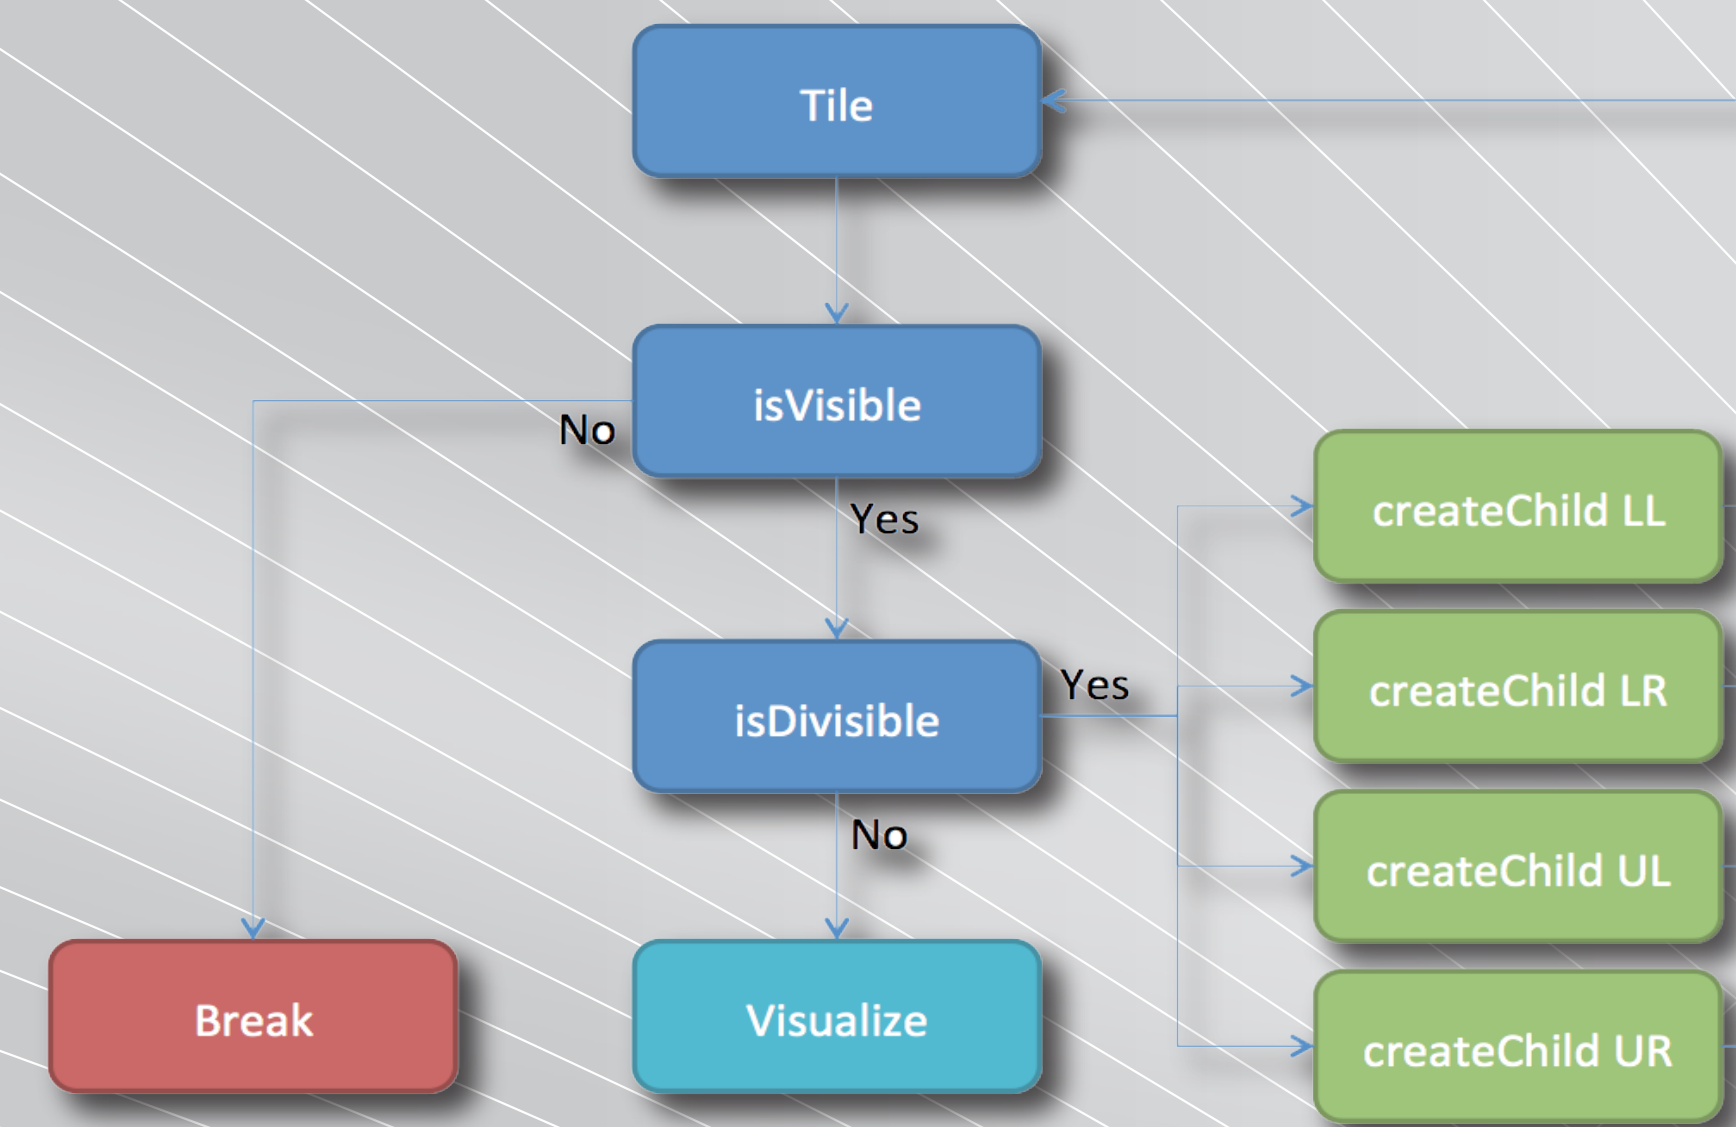 Tile
isVisible
No
Yes
createChild LL
createChild LR
Yes
isDivisible
No
createChild UL
Break
Visualize
createChild UR